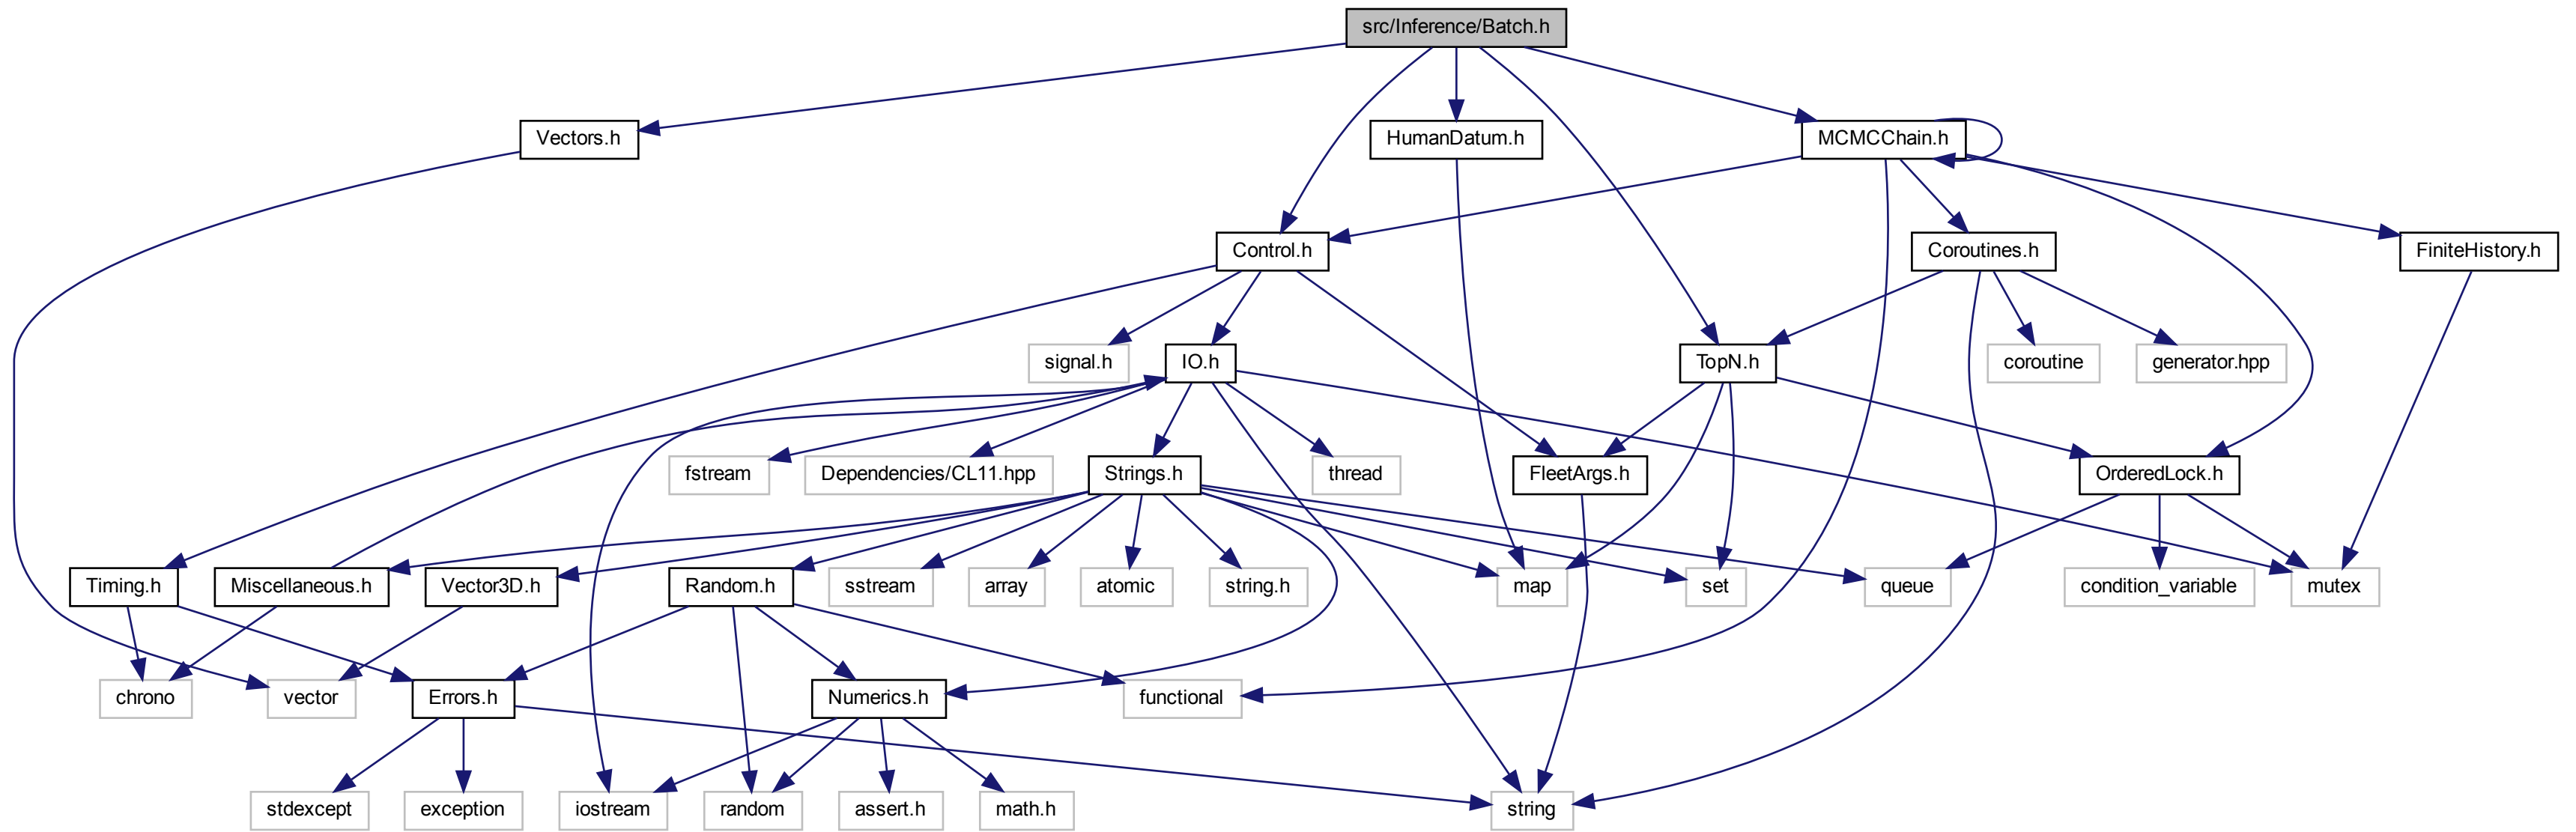 src/Inference/Batch.h
Vectors.h
HumanDatum.h
MCMCChain.h
Control.h
Coroutines.h
FiniteHistory.h
signal.h
IO.h
TopN.h
coroutine
generator.hpp
fstream
Dependencies/CL11.hpp
Strings.h
thread
FleetArgs.h
OrderedLock.h
Timing.h
Miscellaneous.h
Vector3D.h
Random.h
sstream
array
atomic
string.h
map
set
queue
condition_variable
mutex
chrono
vector
Errors.h
Numerics.h
functional
stdexcept
exception
iostream
random
assert.h
math.h
string